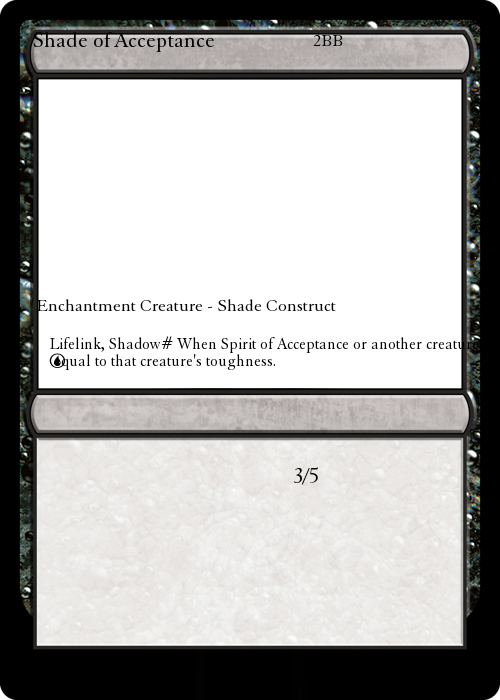 Shade of Acceptance 2BB
Enchantment Creature - Shade Construct
Lifelink, Shadow# When Spirit of Acceptance or another creature
equal to that creature's toughness.
3/5